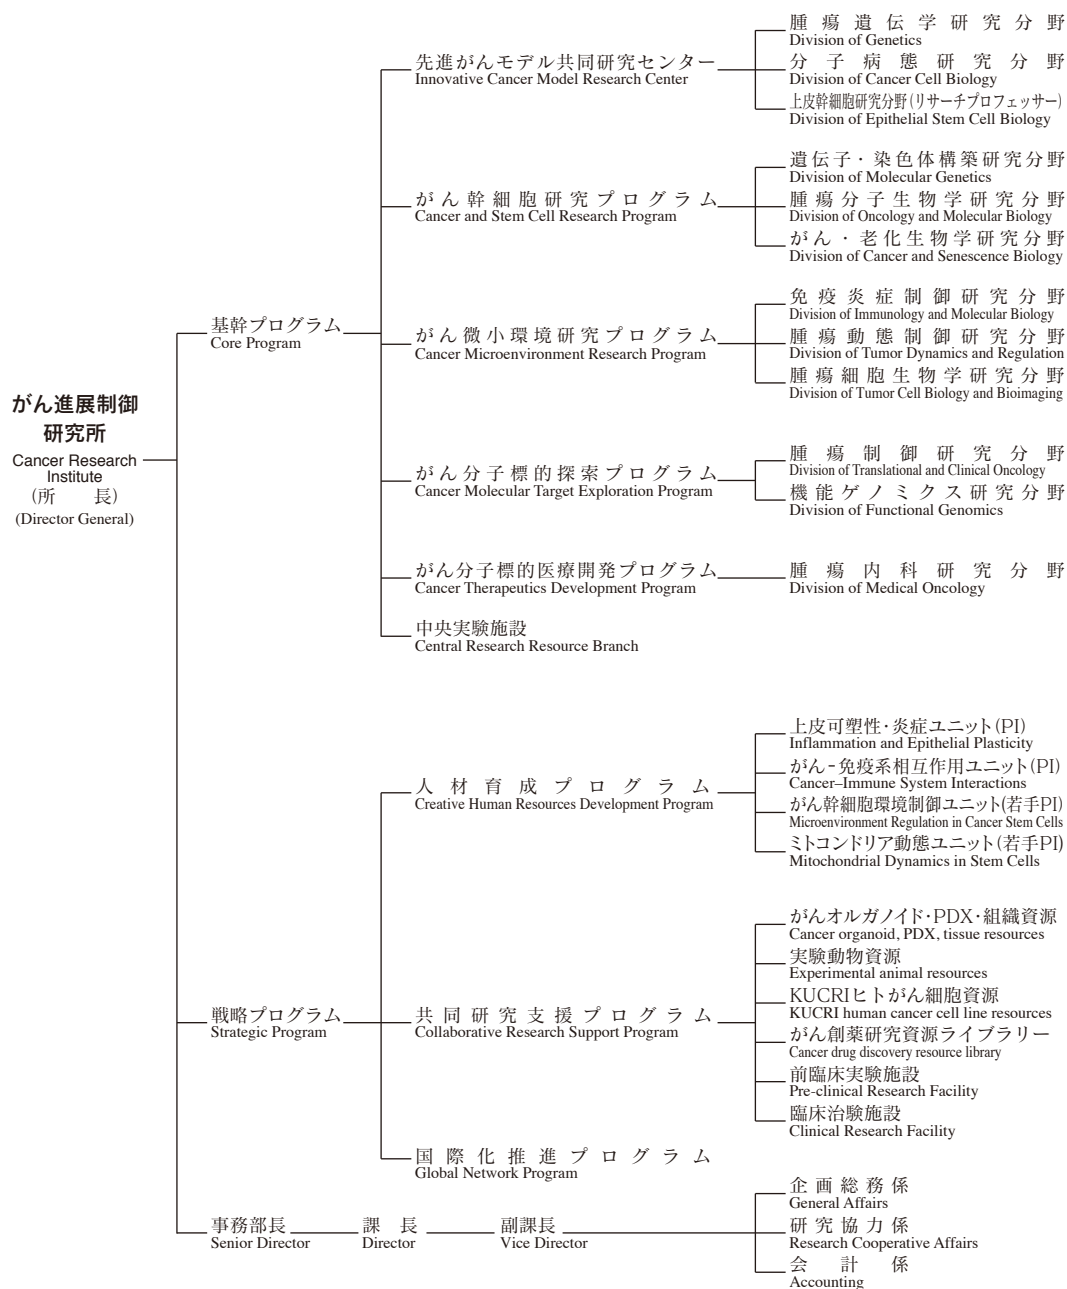 がん進展制御
研究所
Cancer Research
Institute
(所　長)
(Director General)
基幹プログラム
Core Program
先進がんモデル共同研究センター
Innovative Cancer Model Research Center
腫瘍遺伝学研究分野
Division of Genetics
分子病態研究分野
Division of Cancer Cell Biology
上皮幹細胞研究分野(リサーチプロフェッサー)
Division of Epithelial Stem Cell Biology
がん幹細胞研究プログラム
Cancer and Stem Cell Research Program
遺伝子・染色体構築研究分野
Division of Molecular Genetics
腫瘍分子生物学研究分野
Division of Oncology and Molecular Biology
がん・老化生物学研究分野
Division of Cancer and Senescence Biology
がん微小環境研究プログラム
Cancer Microenvironment Research Program
免疫炎症制御研究分野
Division of Immunology and Molecular Biology
腫瘍動態制御研究分野
Division of Tumor Dynamics and Regulation
腫瘍細胞生物学研究分野
Division of Tumor Cell Biology and Bioimaging
がん分子標的探索プログラム
Cancer Molecular Target Exploration Program
腫瘍制御研究分野
Division of Translational and Clinical Oncology
機能ゲノミクス研究分野
Division of Functional Genomics
がん分子標的医療開発プログラム
Cancer Therapeutics Development Program
腫瘍内科研究分野
Division of Medical Oncology
中央実験施設
Central Research Resource Branch
戦略プログラム
Strategic Program
人材育成プログラム
Creative Human Resources Development Program
上皮可塑性・炎症ユニット(PI)
Inflammation and Epithelial Plasticity
がん-免疫系相互作用ユニット(PI)
Cancer–Immune System Interactions
がん幹細胞環境制御ユニット(若手PI)
Microenvironment Regulation in Cancer Stem Cells
ミトコンドリア動態ユニット(若手PI)
Mitochondrial Dynamics in Stem Cells
共同研究支援プログラム
Collaborative Research Support Program
がんオルガノイド・PDX・組織資源
Cancer organoid, PDX, tissue resources
実験動物資源
Experimental animal resources
KUCRIヒトがん細胞資源
KUCRI human cancer cell line resources
がん創薬研究資源ライブラリー
Cancer drug discovery resource library
前臨床実験施設
Pre-clinical Research Facility
臨床治験施設
Clinical Research Facility
国際化推進プログラム
Global Network Program
事務部長
Senior Director
課長
Director
副課長
Vice Director
企画総務係
General Affairs
研究協力係
Research Cooperative Affairs
会計係
Accounting